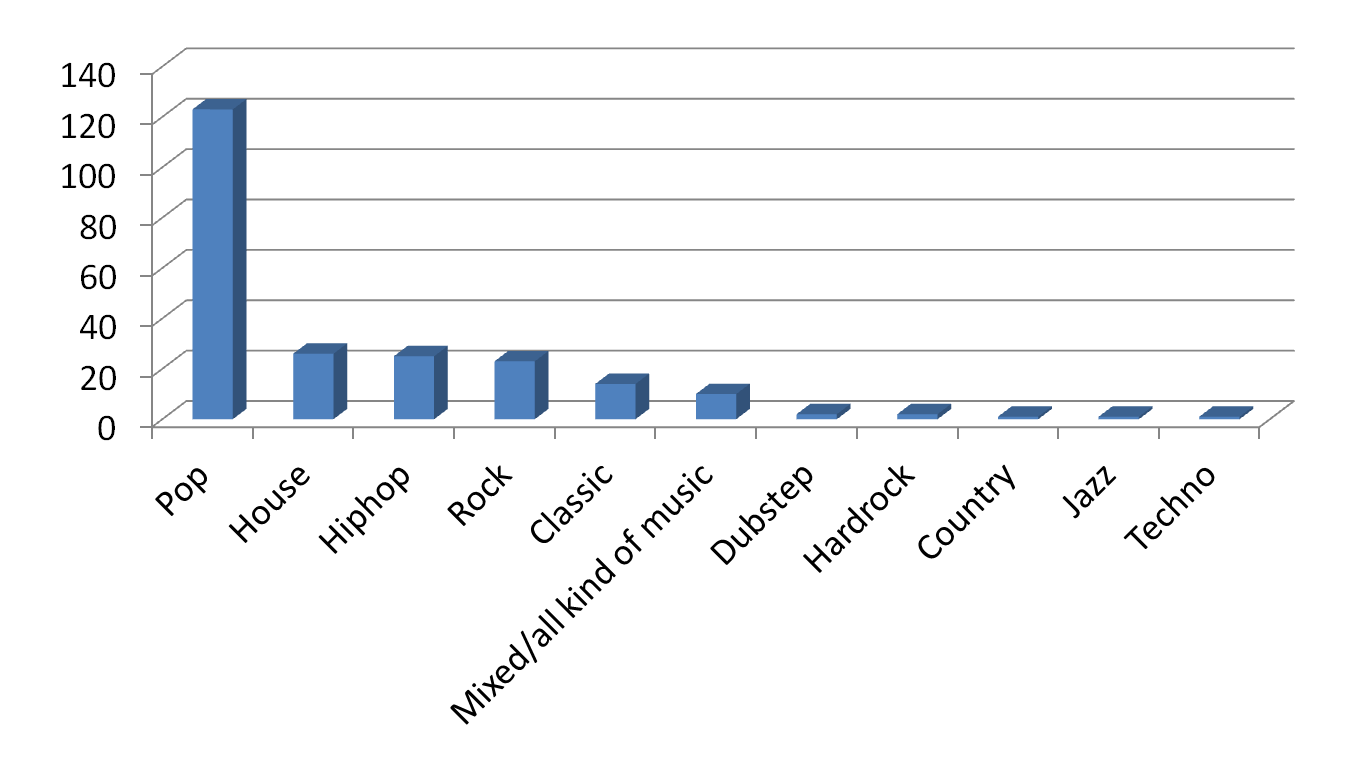 140
120
100
80
60
40
20
0
Pop
House
Hiphop
Rock
Classic
Mixed/all kind of music
Dubstep
Hardrock
Country
Jazz
Techno